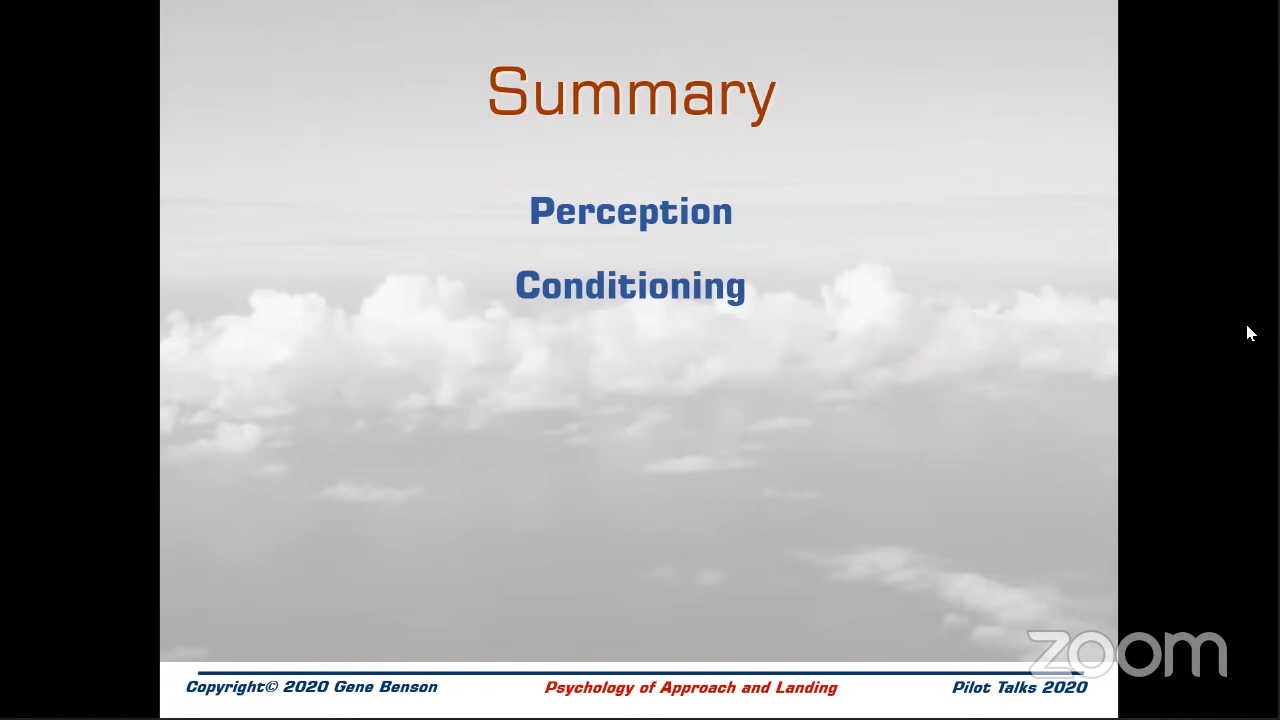 Summary
Perception
Conditioning
zoom
Copyright© 2020 Gene Benson
Psychology of Approach and Landing
Pilot Talks 2020